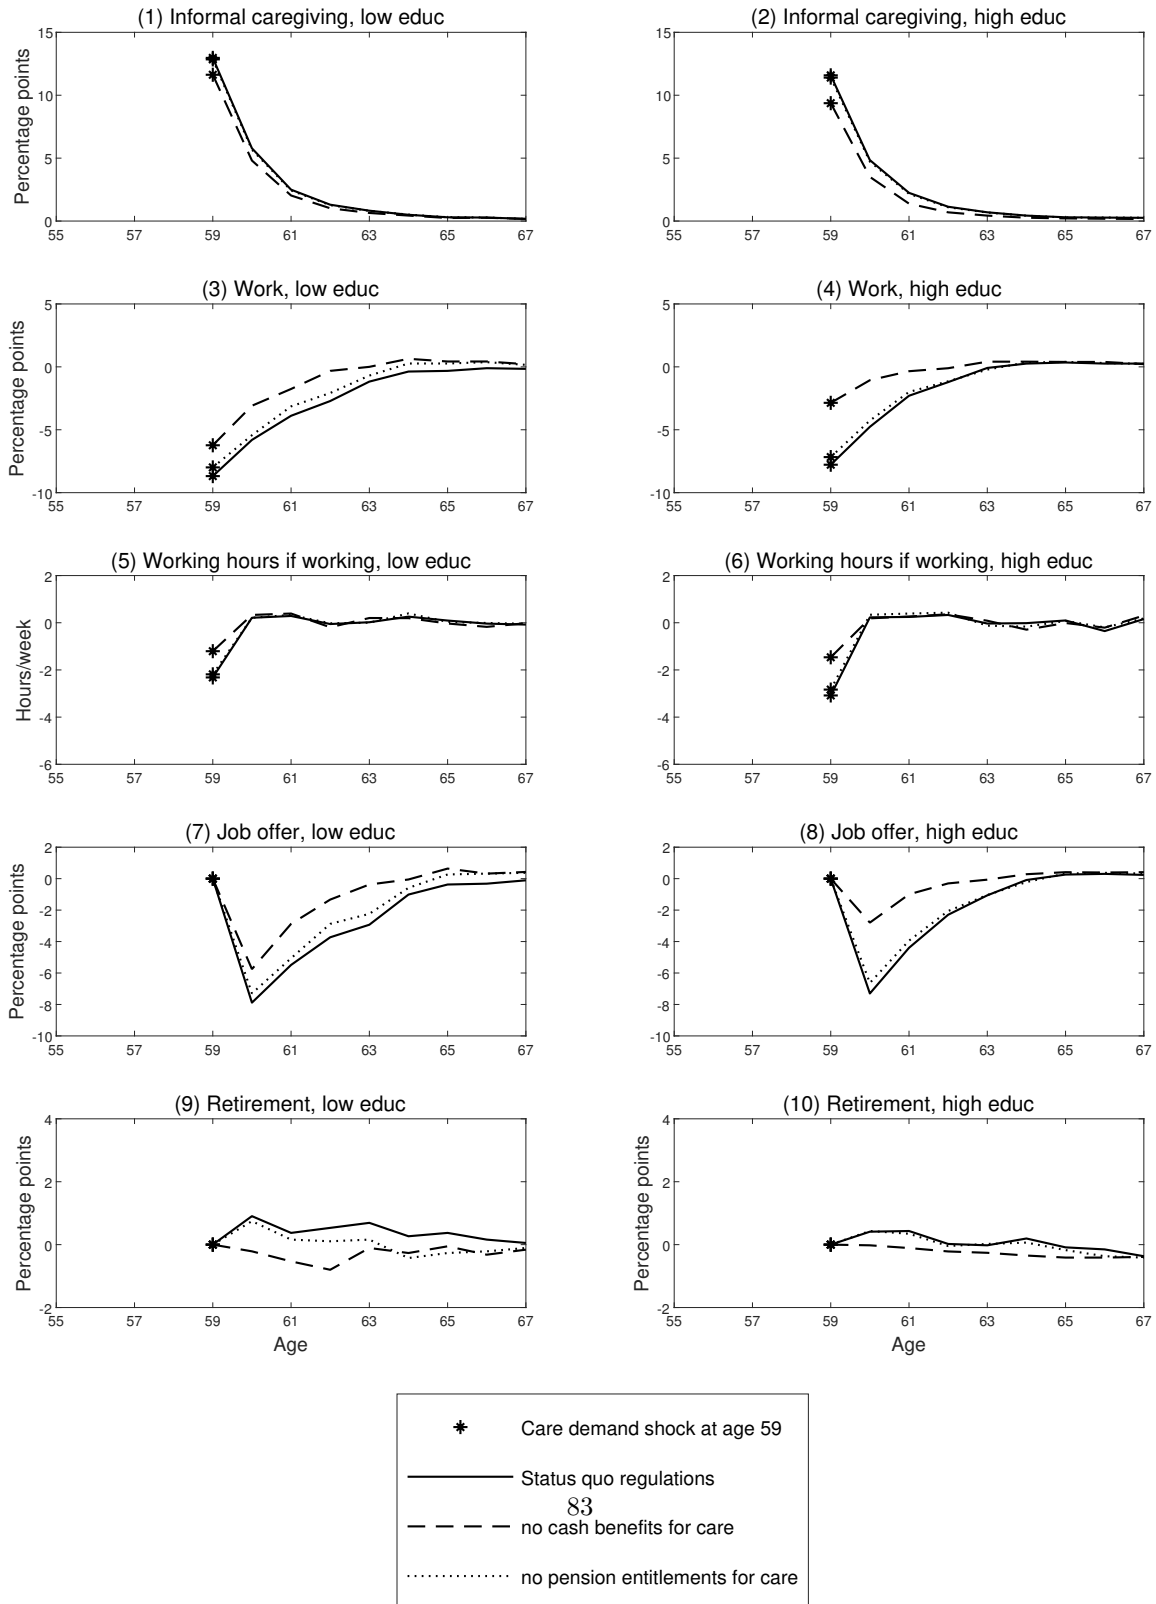 (1) Informal caregiving, low educ
(2) Informal caregiving, high educ
Percentage points
15
10
5
0
55 57 59 61 63 65 67
Percentage points
15
10
5
0
55 57 59 61 63 65 67
(3) Work, low educ
(4) Work, high educ
Percentage points
5
0
-5
-10
55 57 59 61 63 65 67
Percentage points
5
0
-5
-10
55 57 59 61 63 65 67
(5) Working hours if working, low educ
(6) Working hours if working, high educ
Hours/week
2
0
-2
-4
-6
55 57 59 61 63 65 67
2
0
-2
-4
-6
55 57 59 61 63 65 67
(7) Job offer, low educ
(8) Job offer, high educ
Percentage points
2
0
-2
-4
-6
-8
-10
55 57 59 61 63 65 67
Percentage points
2
0
-2
-4
-6
-8
-10
55 57 59 61 63 65 67
(9) Retirement, low educ
(10) Retirement, high educ
Percentage points
4
2
0
-2
55 57 59 61 63 65 67
Age
Percentage points
4
2
0
-2
55 57 59 61 63 65 67
Age
Care demand shock at age 59
Status quo regulations
83
no cash benefits for care
no pension entitlements for care